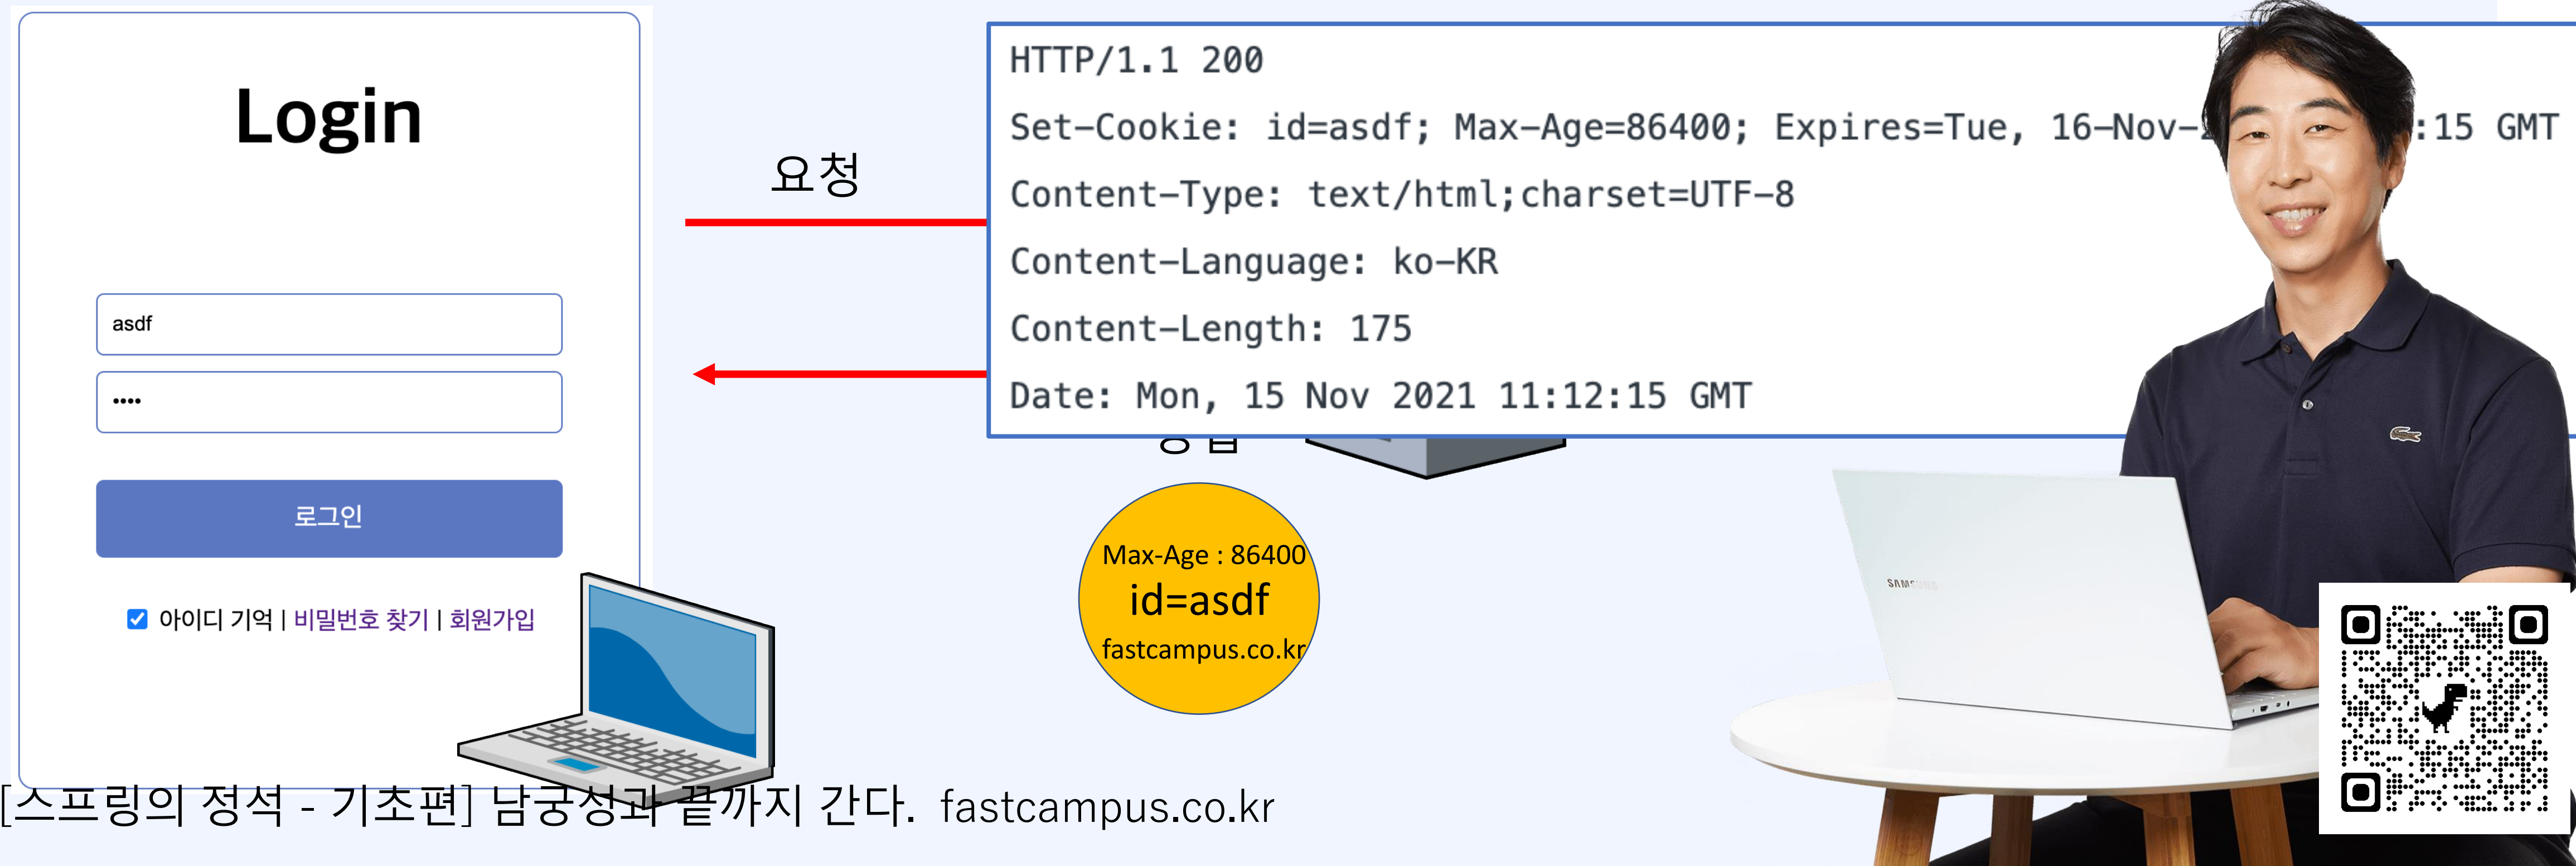 Login
asdf
••••
로그인
아이디 기억 | 비밀번호 찾기 | 회원가입
요청
HTTP/1.1 200
Set-Cookie: id=asdf; Max-Age=86400; Expires=Tue, 16-Nov- :15 GMT
Content-Type: text/html;charset=UTF-8
Content-Language: ko-KR
Content-Length: 175
Date: Mon, 15 Nov 2021 11:12:15 GMT
Max-Age : 86400
id=asdf
fastcampus.co.kr
SAMSUNG
[스프링의 정석 - 기초편] 남궁성과 끝까지 간다. fastcampus.co.kr